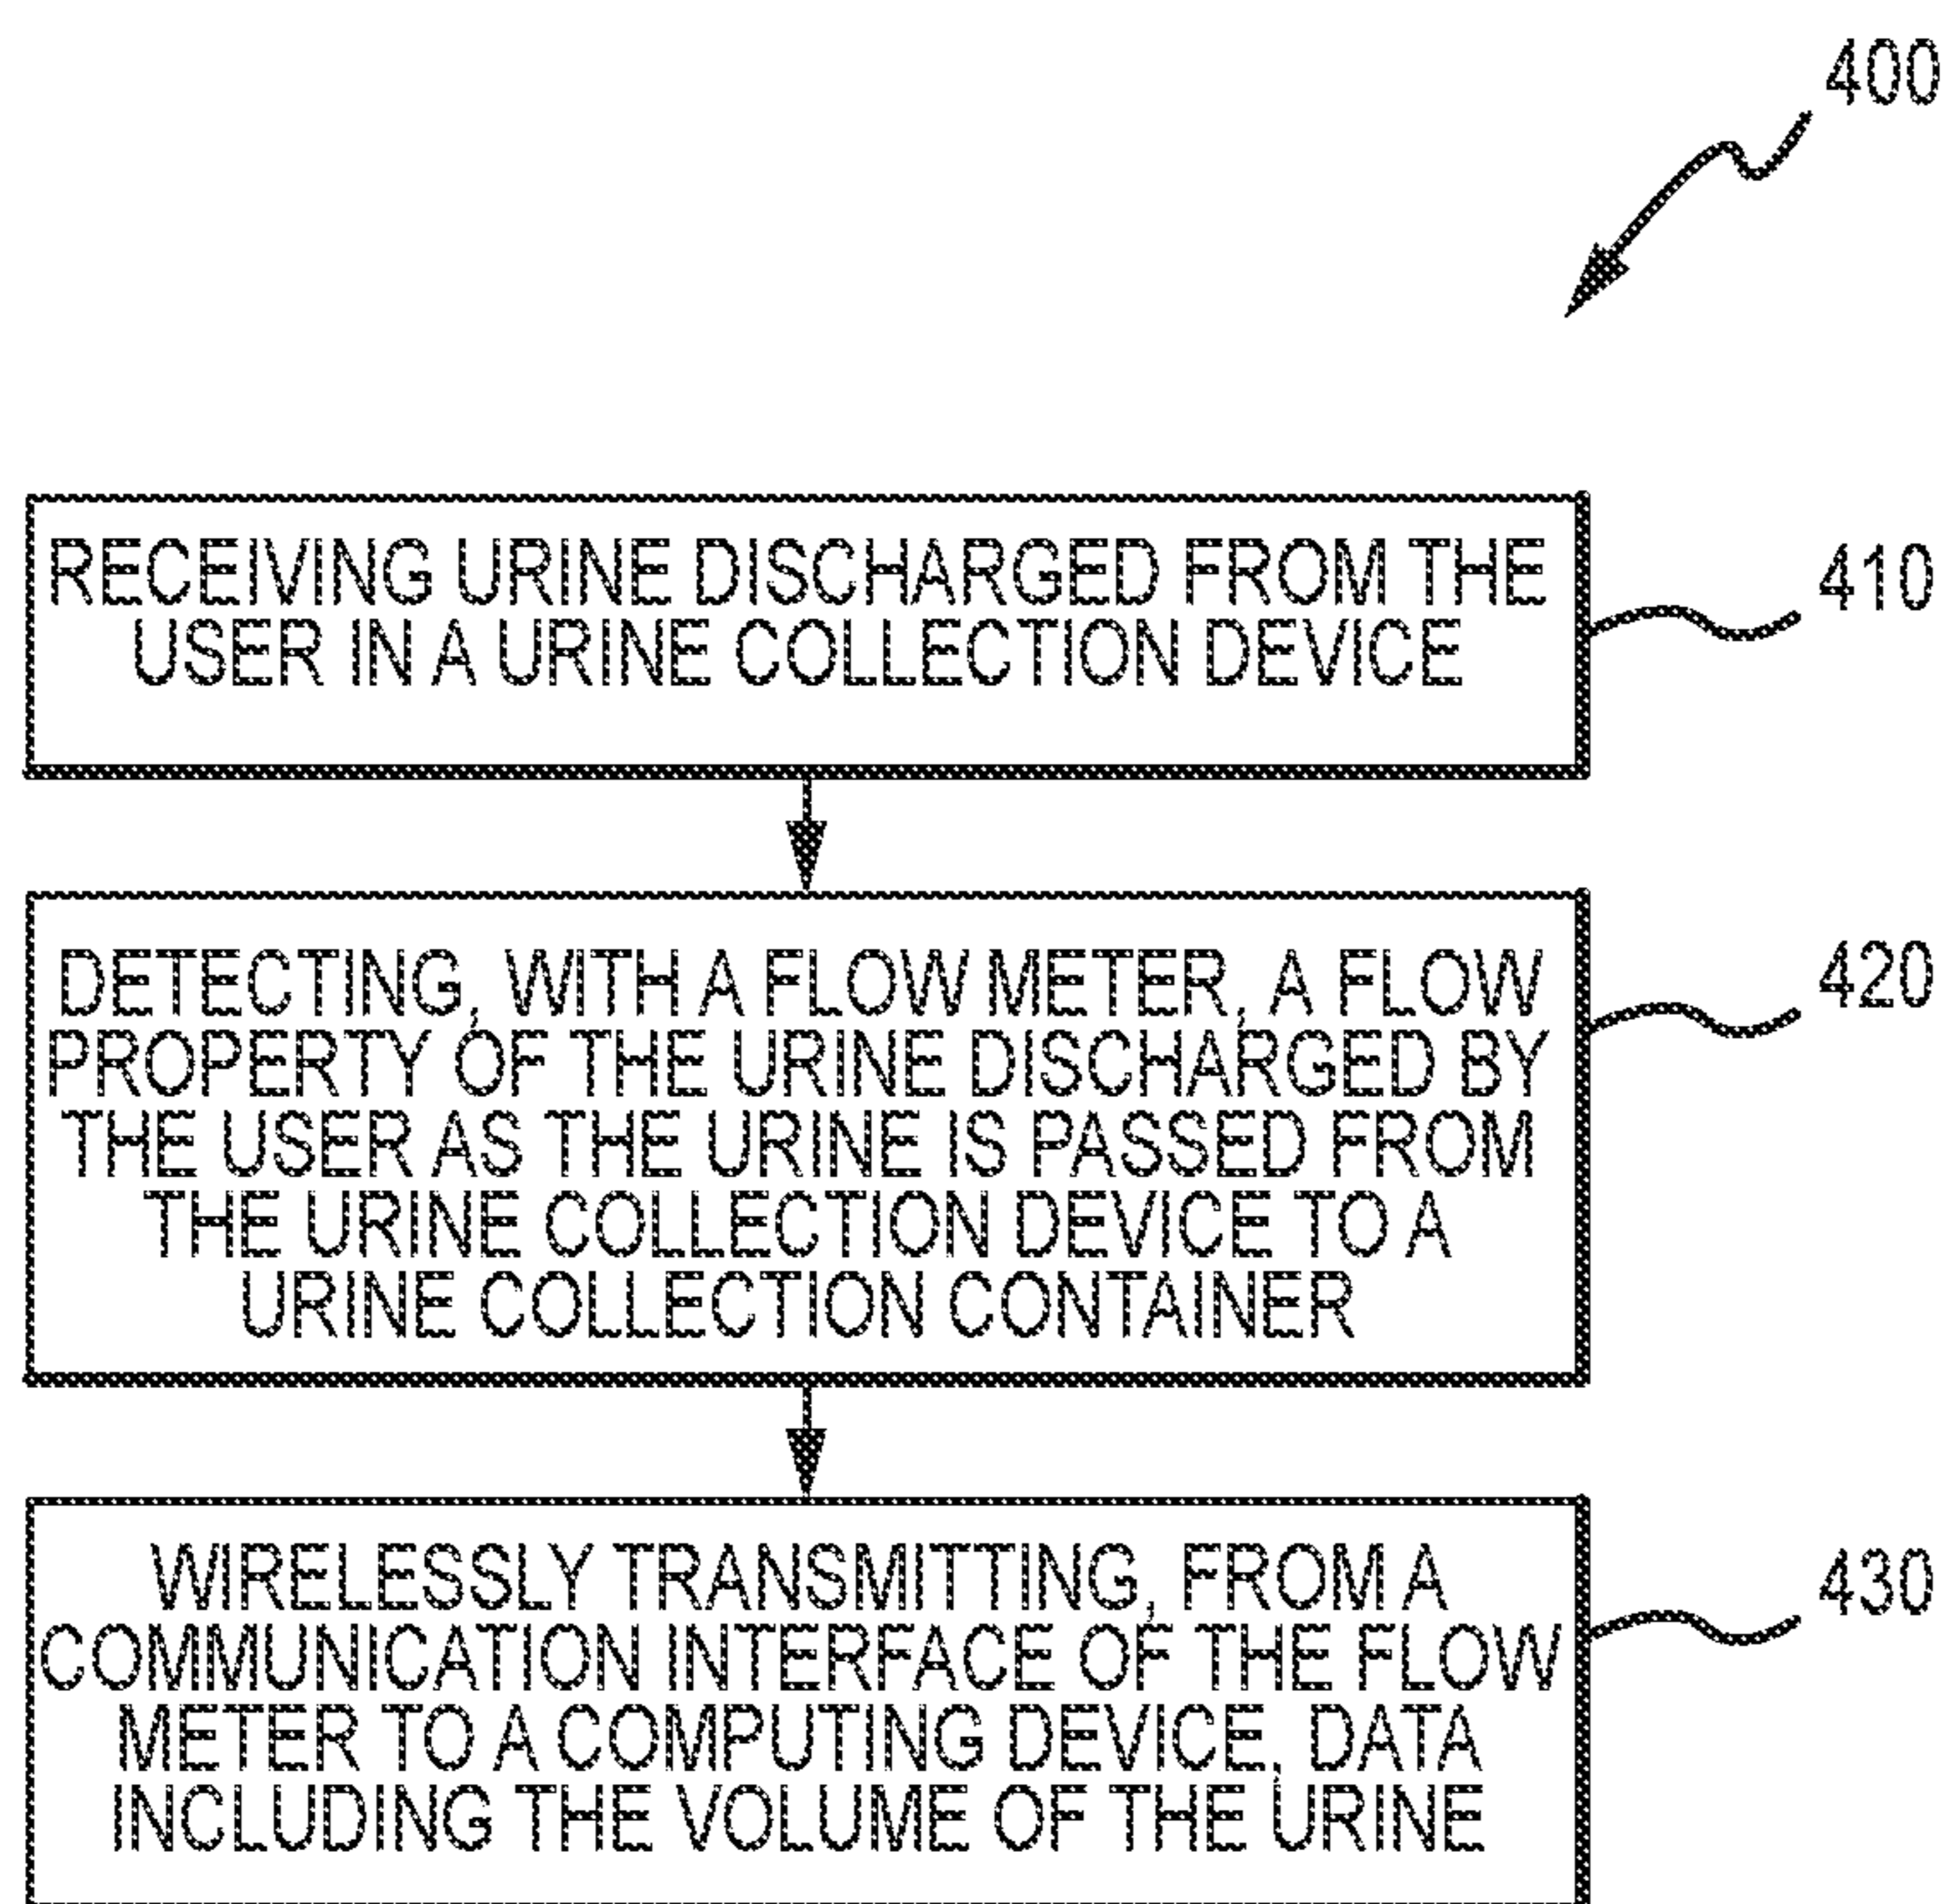 400
RECEIVING URINE DISCHARGED FROM THE
USER IN A URINE COLLECTION DEVICE
410
DETECTING, WITH A FLOW METER, A FLOW
PROPERTY OF THE URINE DISCHARGED BY
THE USER AS THE URINE IS PASSED FROM
THE URINE COLLECTION DEVICE TO A
URINE COLLECTION CONTAINER
420
WIRELESSLY TRANSMITTING, FROM A
COMMUNICATION INTERFACE OF THE FLOW
METER TO A COMPUTING DEVICE, DATA
INCLUDING THE VOLUME OF THE URINE
430